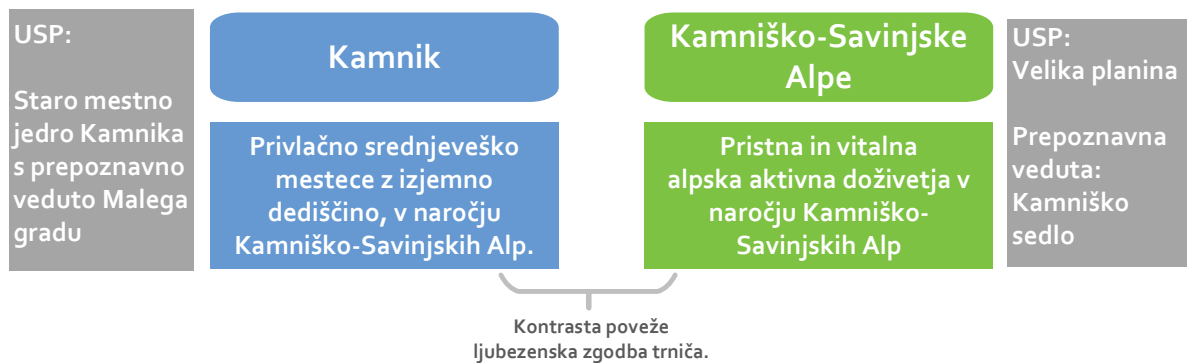 USP:
Staro mestno
jedro Kamnika
s prepoznavno
veduto Malega
gradu
Kamnik
Privlačno srednjeveško
mestece z izjemno
dediščino, v naročju
Kamniško-Savinjskih Alp.
Kamniško-Savinjske
Alpe
Pristna in vitalna
alpska aktivna doživetja v
naročju Kamniško-
Savinjskih Alp
USP:
Velika planina
Prepoznavna
veduta:
Kamniško
sedlo
Kontrasta poveže
ljubezenska zgodba trniča.